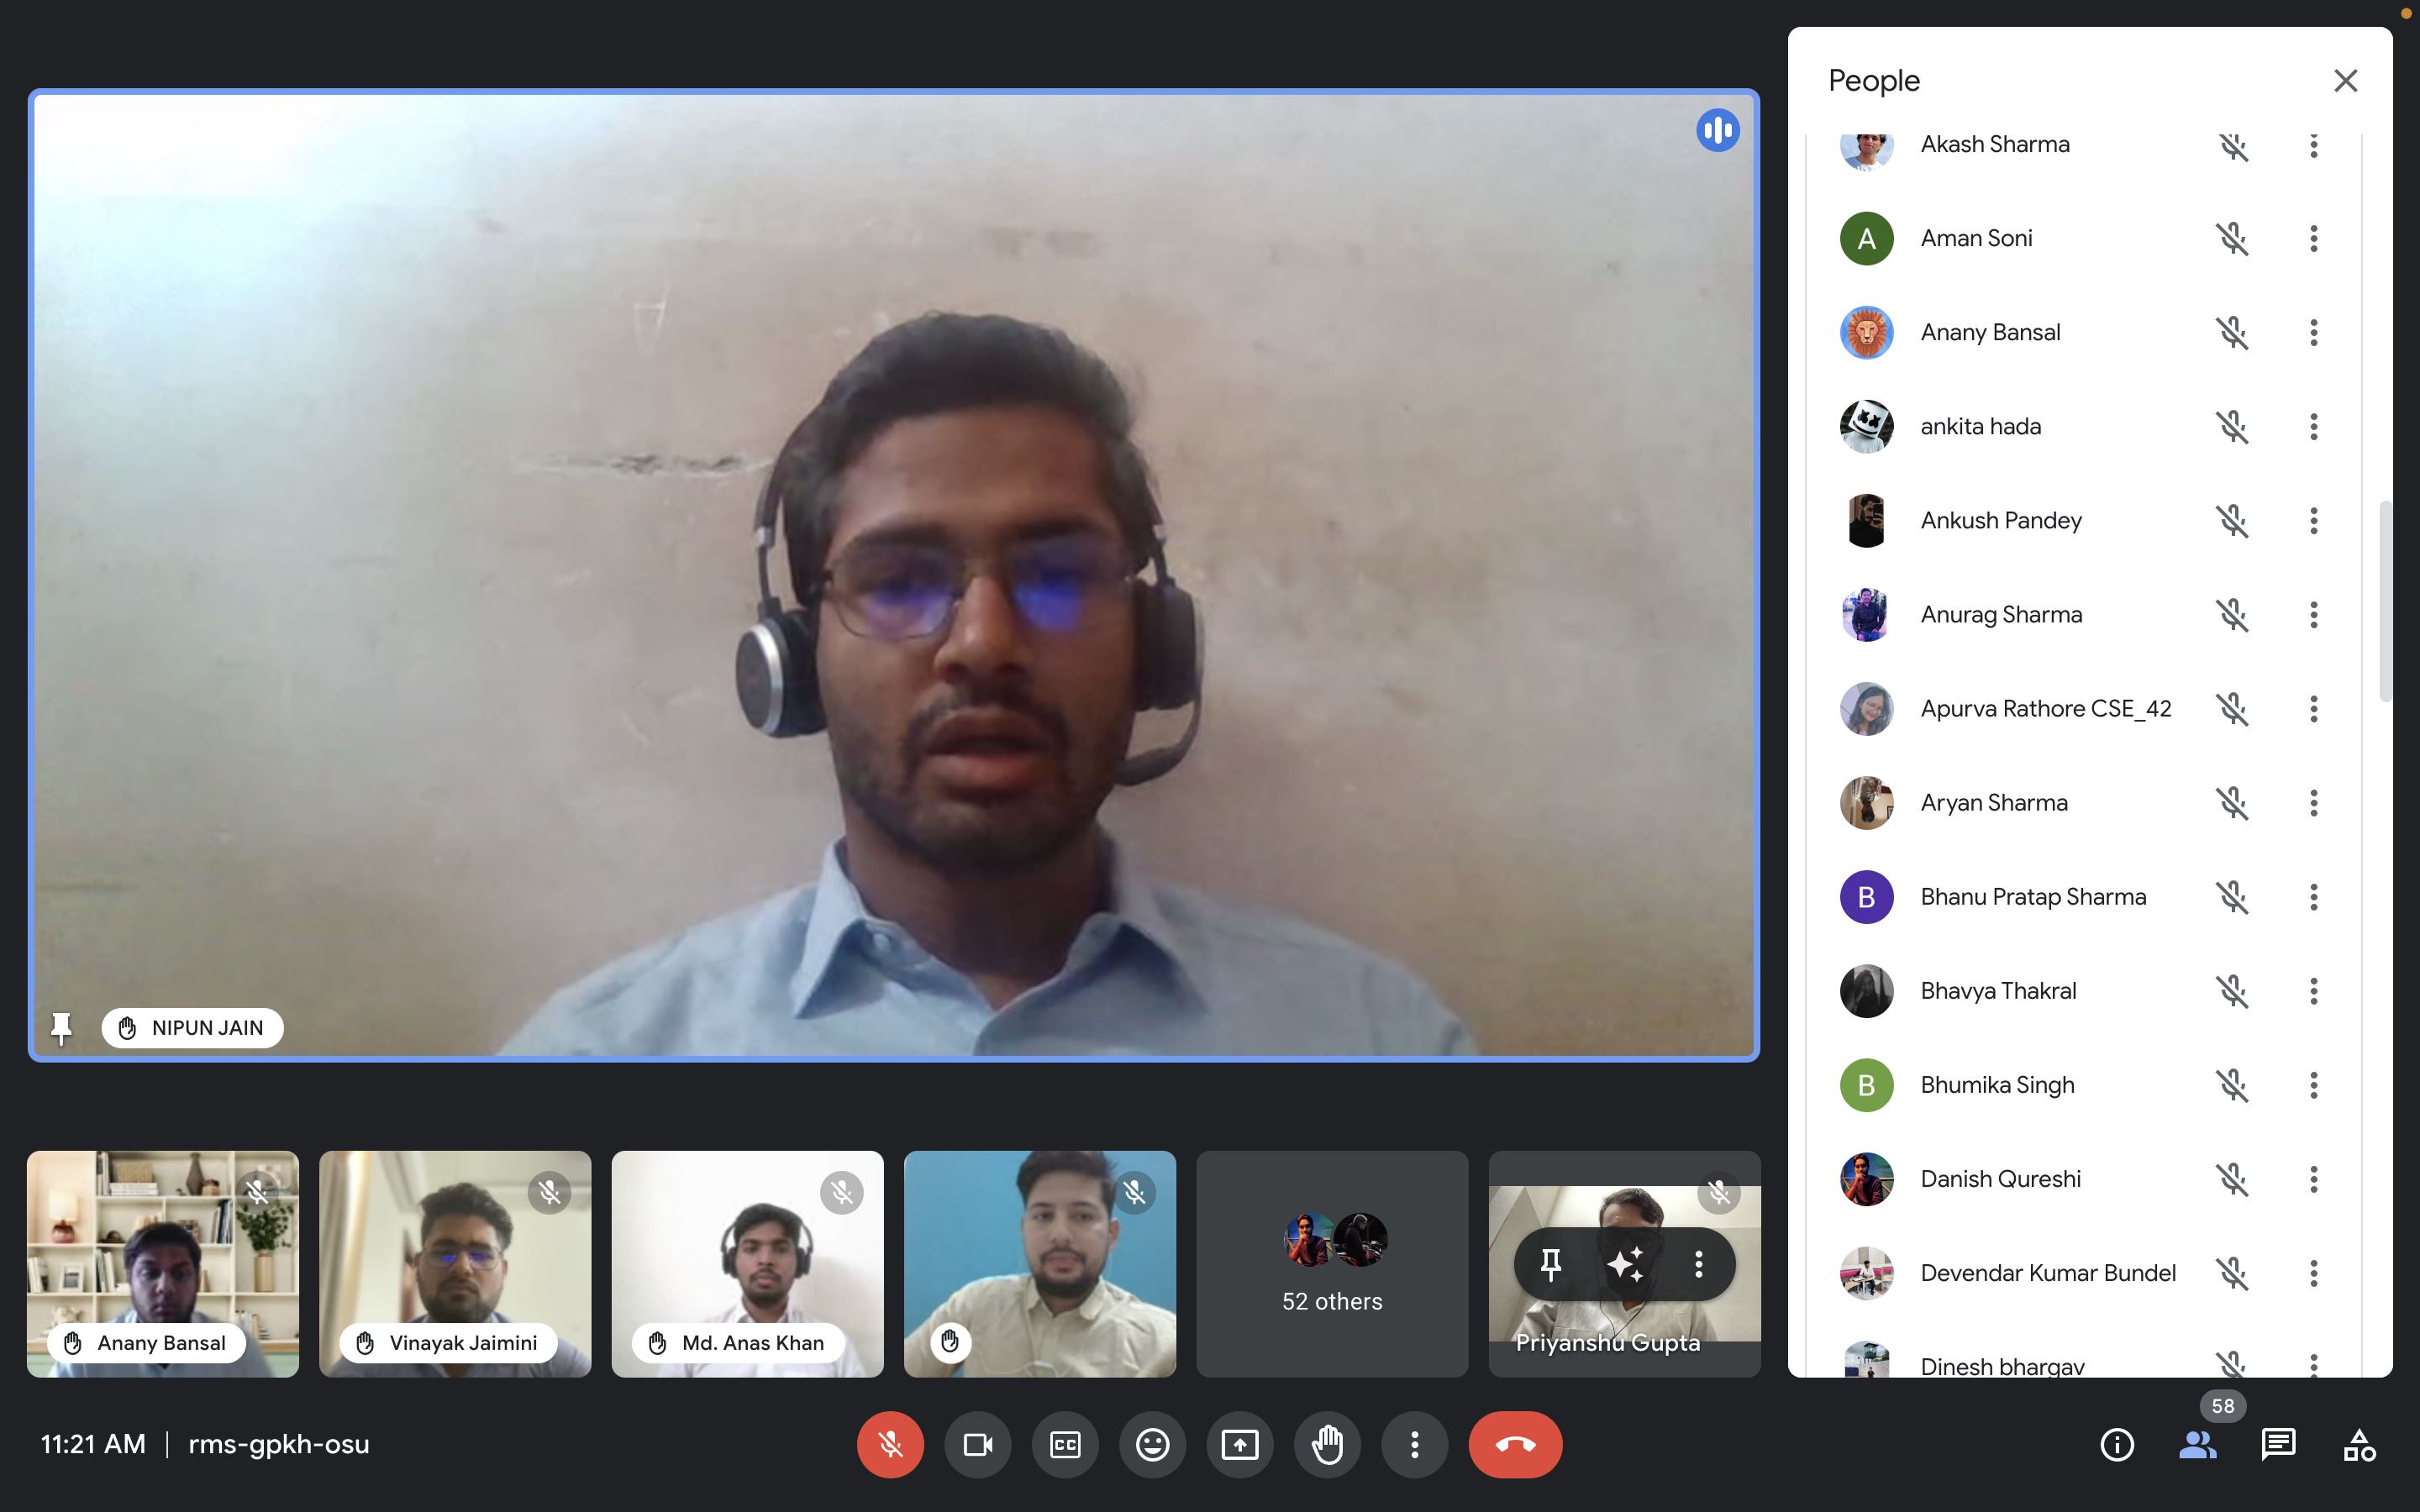 People
Akash Sharma
A Aman Soni
Anany Bansal
ankita hada
Ankush Pandey
Anurag Sharma
Apurva Rathore CSE_42
Aryan Sharma
B Bhanu Pratap Sharma
Bhavya Thakral
B Bhumika Singh
Danish Qureshi
Devendar Kumar Bundel
Dinesh bhargav
NIPUN JAIN
Anany Bansal
Vinayak Jaimini
Md. Anas Khan
52 others
Priyanshu Gupta
11:21 AM | rms-gpkh-osu
CC
58